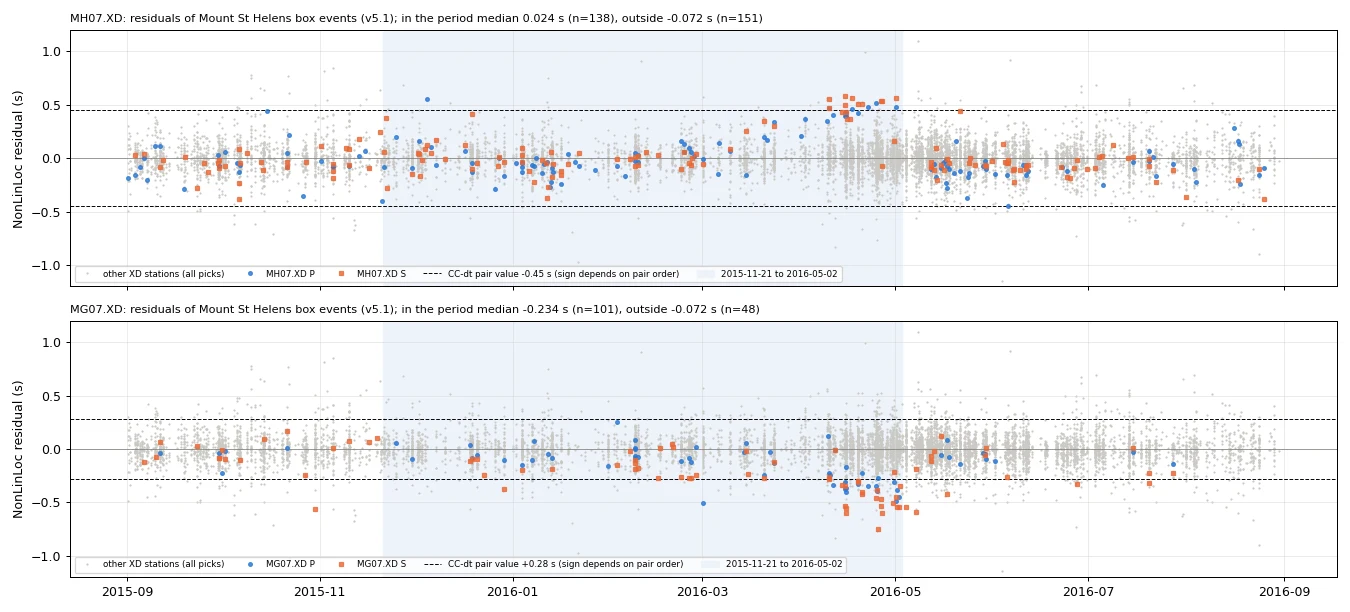 MH07.XD: residuals of Mount St Helens box events (v5.1); in the period median 0.024 s (n=138), outside -0.072 s (n=151)
NonLinLoc residual (s)
1.0
0.5
0.0
−0.5
−1.0
other XD stations (all picks) MH07.XD P MH07.XD S CC-dt pair value -0.45 s (sign depends on pair order) 2015-11-21 to 2016-05-02
MG07.XD: residuals of Mount St Helens box events (v5.1); in the period median -0.234 s (n=101), outside -0.072 s (n=48)
NonLinLoc residual (s)
1.0
0.5
0.0
−0.5
−1.0
other XD stations (all picks) MG07.XD P MG07.XD S CC-dt pair value +0.28 s (sign depends on pair order) 2015-11-21 to 2016-05-02
2015-09 2015-11 2016-01 2016-03 2016-05 2016-07 2016-09